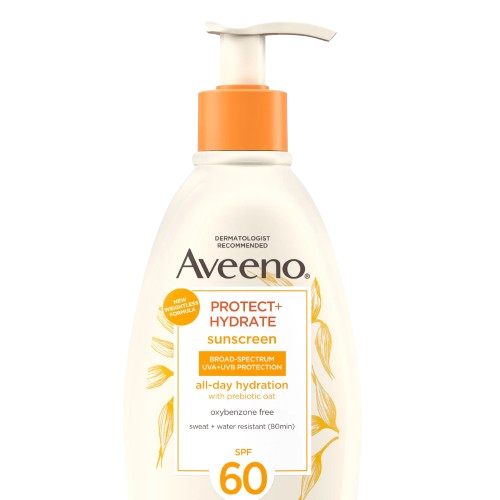 DERMATOLOGIST
RECOMMENDED
Aveeno®
NEW
WEIGHTLESS
FORMULA
PROTECT+
HYDRATE
sunscreen
BROAD-SPECTRUM
UVA+UVB PROTECTION
all-day hydration
with prebiotic oat
oxybenzone free
sweat + water resistant (80min)
SPF
60